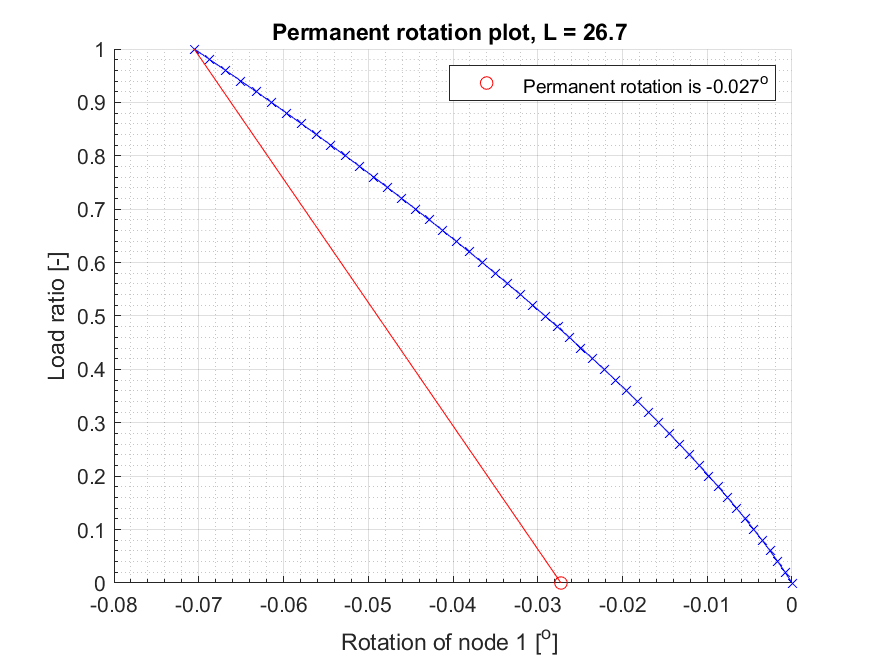 Permanent rotation plot, L = 26.7
Permanent rotation is -0.027°
Load ratio [-]
1
0.9
0.8
0.7
0.6
0.5
0.4
0.3
0.2
0.1
0
-0.08 -0.07 -0.06 -0.05 -0.04 -0.03 -0.02 -0.01 0
Rotation of node 1 [°]